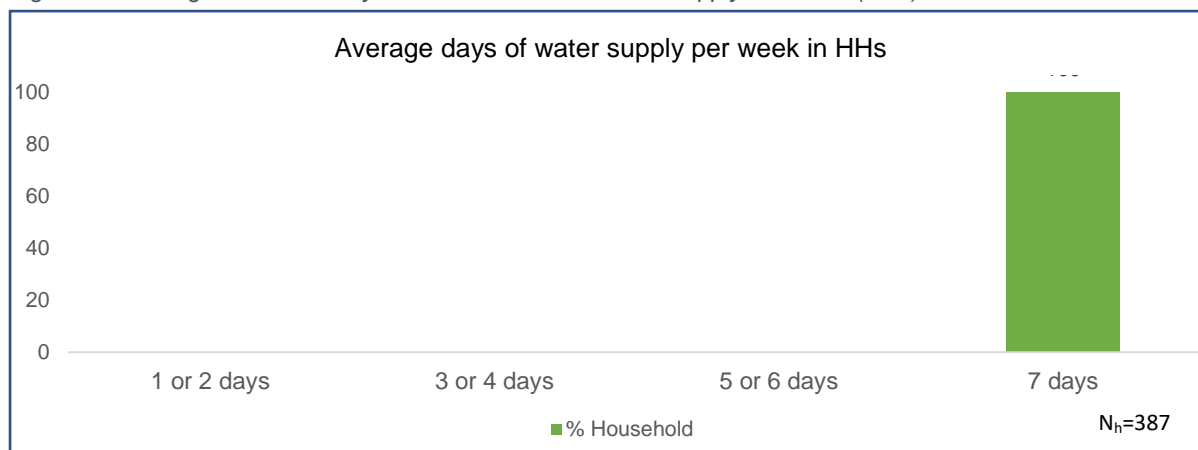 Average days of water supply per week in HHs
100
80
60
40
20
0
1 or 2 days
3 or 4 days
5 or 6 days
7 days
% Household
Nₕ=387